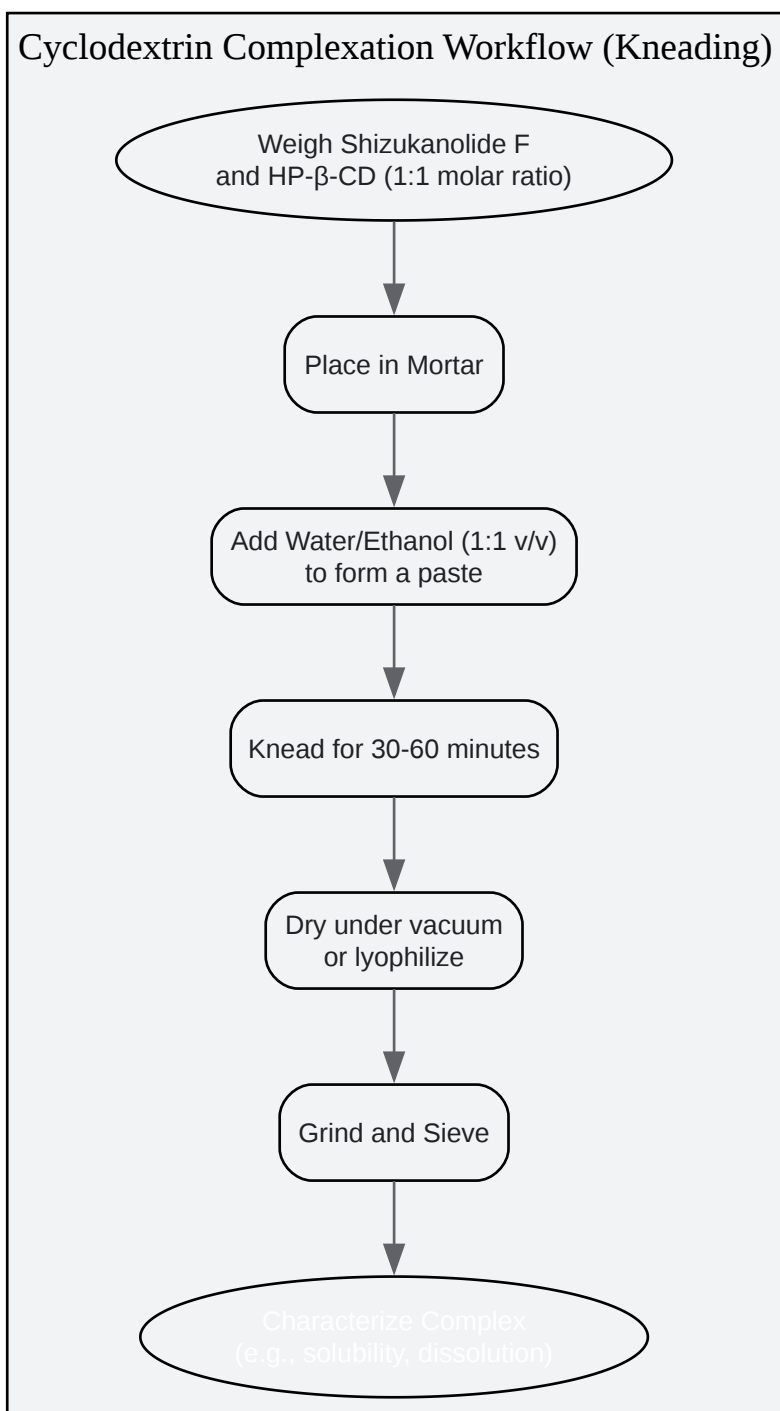 Cyclodextrin Complexation Workflow (Kneading)
Weigh Shizukanolide F
and HP-β-CD (1:1 molar ratio)
Place in Mortar
Add Water/Ethanol (1:1 v/v)
to form a paste
Knead for 30-60 minutes
Dry under vacuum
or lyophilize
Grind and Sieve
Characterize Complex
(e.g., solubility, dissolution)